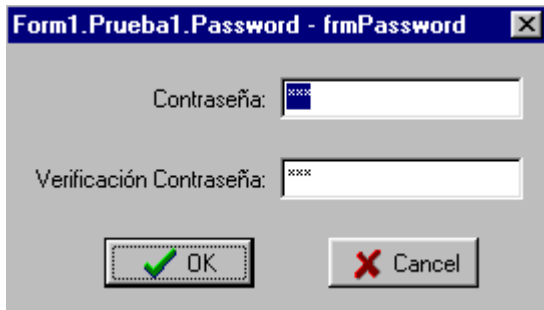 Form1.Prueba1.Password - frmPassword
Contraseña: ***
Verificación Contraseña: ***
OK Cancel